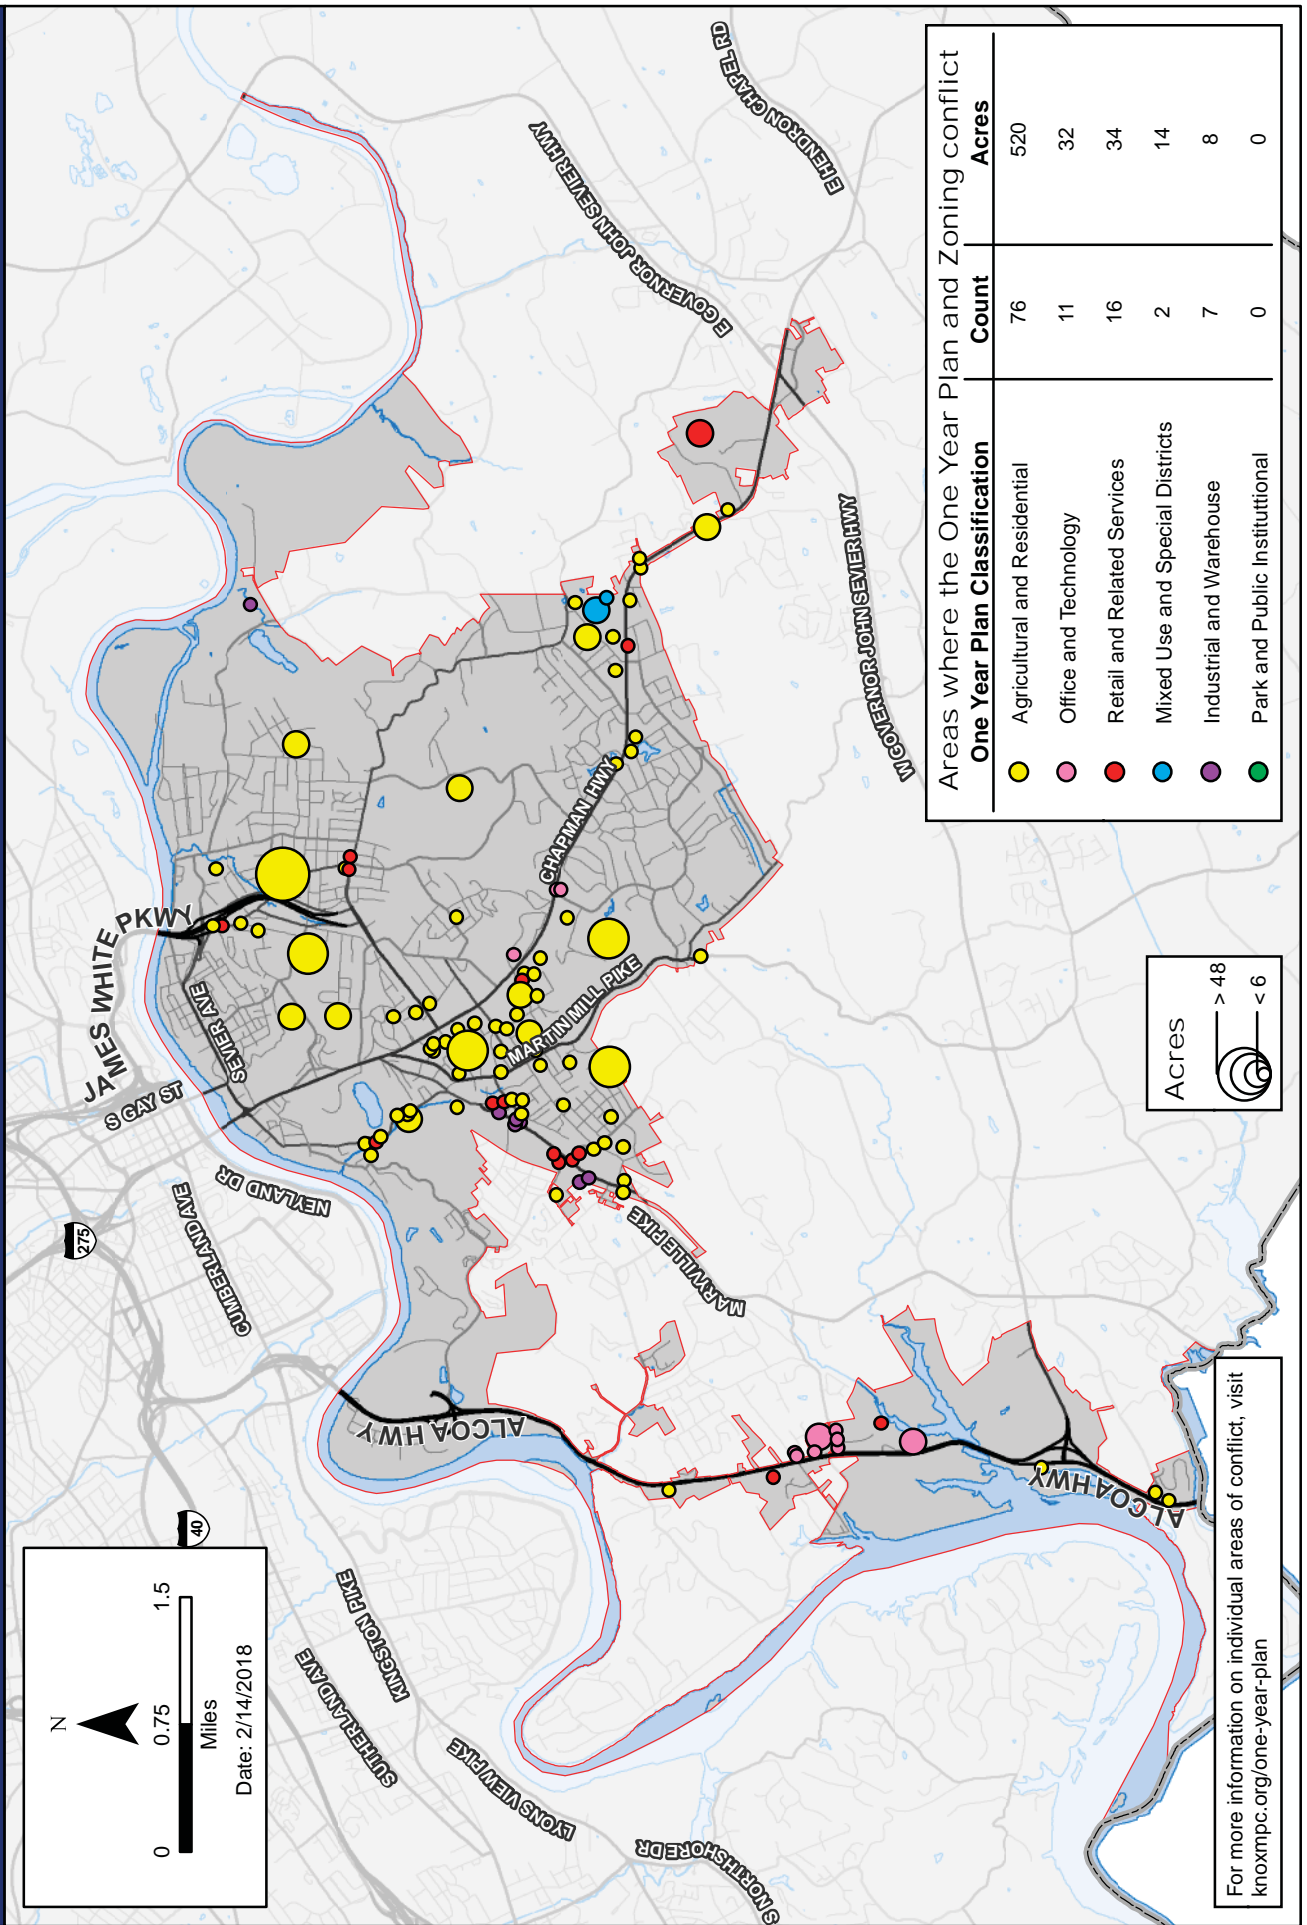 N
0 0.75 1.5
Miles
Date: 2/14/2018
40
275
SUTHERLAND AVE
KINGSTON PIKE
LYONS VIEW PIKE
S NORTHSHORE DR
CUMBERLAND AVE
NEYLAND DR
S GAY ST
JAMES WHITE PKWY
SEVIER AVE
ALCOA HWY
ALCOA HWY
MARYVILLE PIKE
MARTIN MILL PIKE
CHAPMAN HWY
E GOVERNOR JOHN SEVIER HWY
W GOVERNOR JOHN SEVIER HWY
E HENDRON CHAPEL RD
Areas where the One Year Plan and Zoning conflict
One Year Plan Classification Count Acres
Agricultural and Residential 76 520
Office and Technology 11 32
Retail and Related Services 16 34
Mixed Use and Special Districts 2 14
Industrial and Warehouse 7 8
Park and Public Instituttional 0 0
Acres
> 48
< 6
For more information on individual areas of conflict, visit
knoxmpc.org/one-year-plan